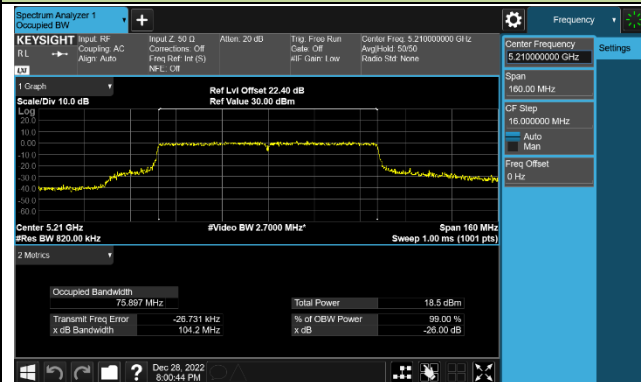 Spectrum Analyzer 1
Occupied BW
Frequency
KEYSIGHT
Input: RF
Coupling: AC
Align: Auto
Input Z: 50 Ω
Corrections: Off
Freq Ref: Int (S)
NFE: Off
Atten: 20 dB
Trig: Free Run
Gate: Off
#IF Gain: Low
Center Freq: 5.210000000 GHz
Avg|Hold: 50/50
Radio Std: None
RL
LXI
Center Frequency
5.210000000 GHz
Settings
Span
160.00 MHz
CF Step
16.000000 MHz
Auto
Man
Freq Offset
0 Hz
1 Graph
Scale/Div 10.0 dB
Ref Lvl Offset 22.40 dB
Ref Value 30.00 dBm
Log
20.0
10.0
0.00
-10.0
-20.0
-30.0
-40.0
-50.0
-60.0
Center 5.21 GHz
#Res BW 820.00 kHz
#Video BW 2.7000 MHz*
Span 160 MHz
Sweep 1.00 ms (1001 pts)
2 Metrics
Occupied Bandwidth
75.897 MHz
Total Power 18.5 dBm
Transmit Freq Error -26.731 kHz
% of OBW Power 99.00 %
x dB Bandwidth 104.2 MHz
x dB -26.00 dB
?
Dec 28, 2022
8:00:44 PM